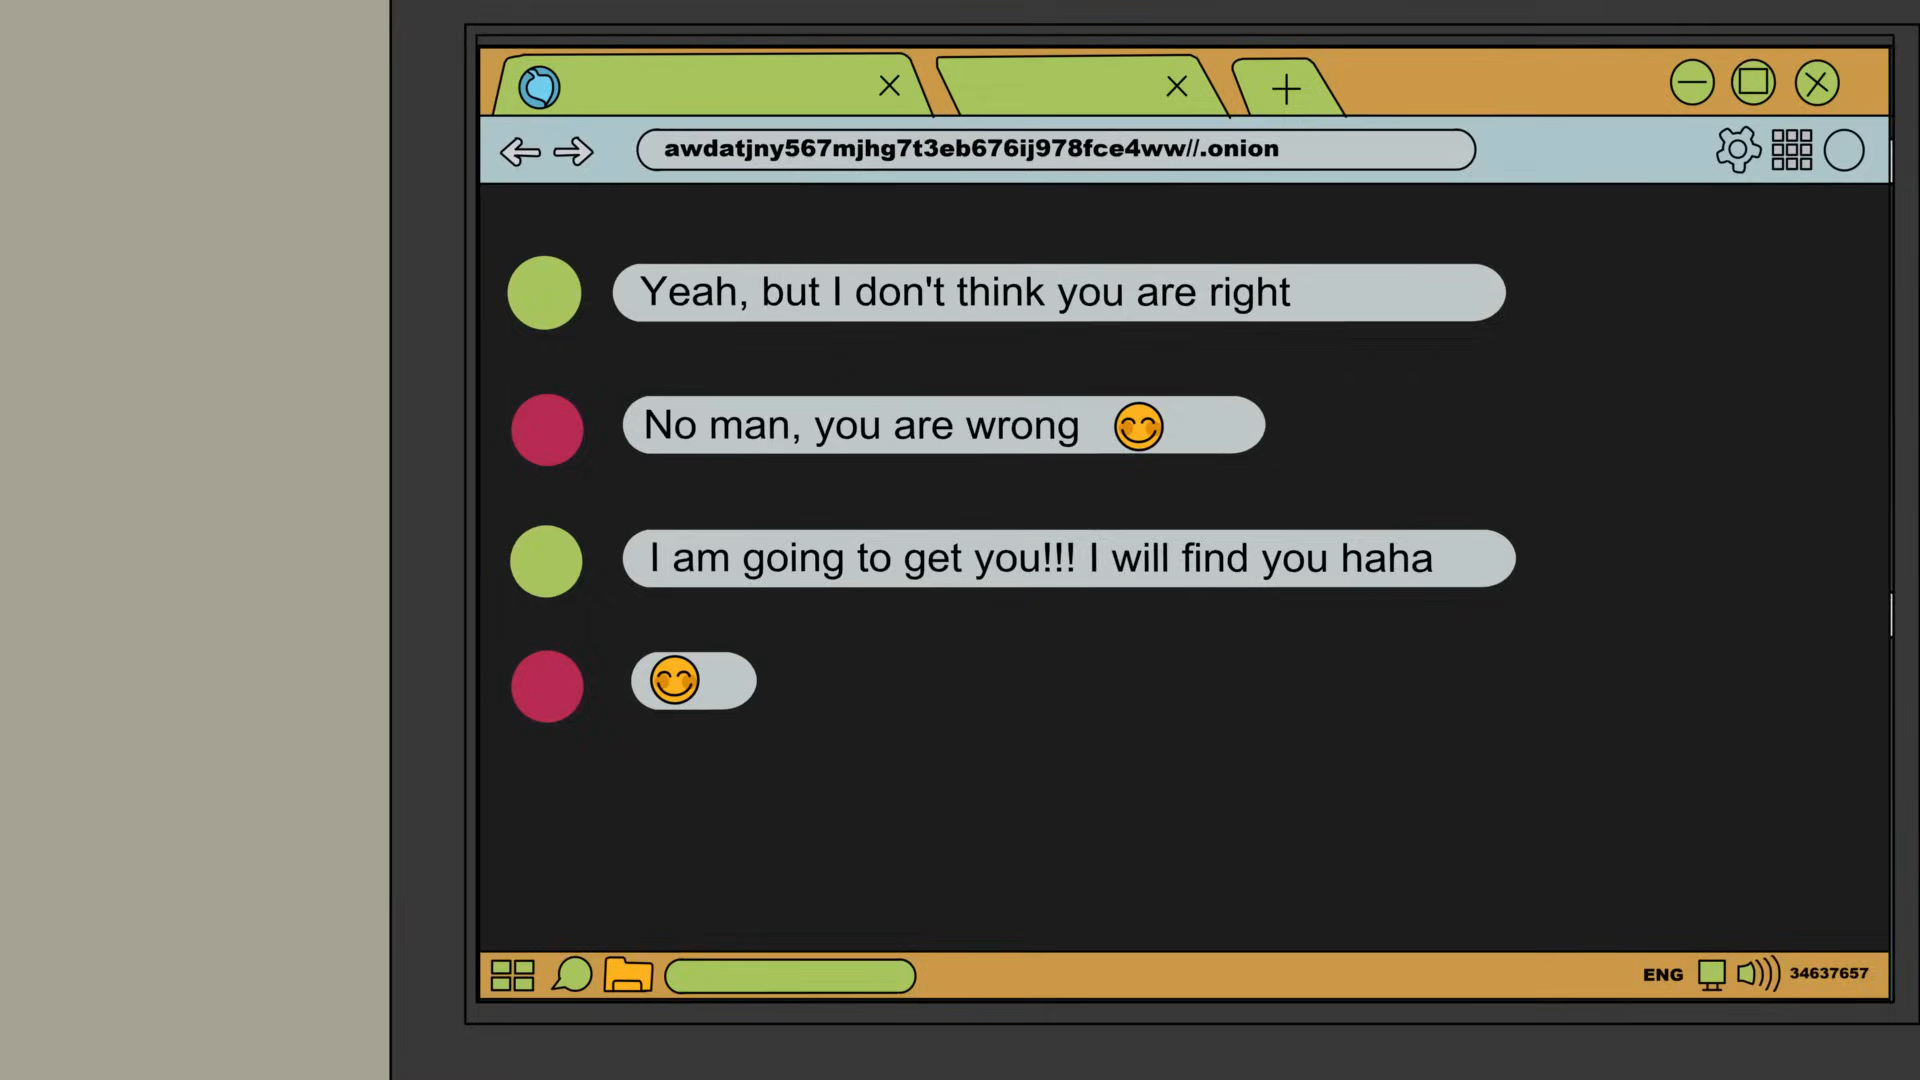 awdatjny567mjhg7t3eb676ij978fce4ww//.onion
Yeah, but I don't think you are right
No man, you are wrong 😊
I am going to get you!!! I will find you haha
😊
ENG 34637657